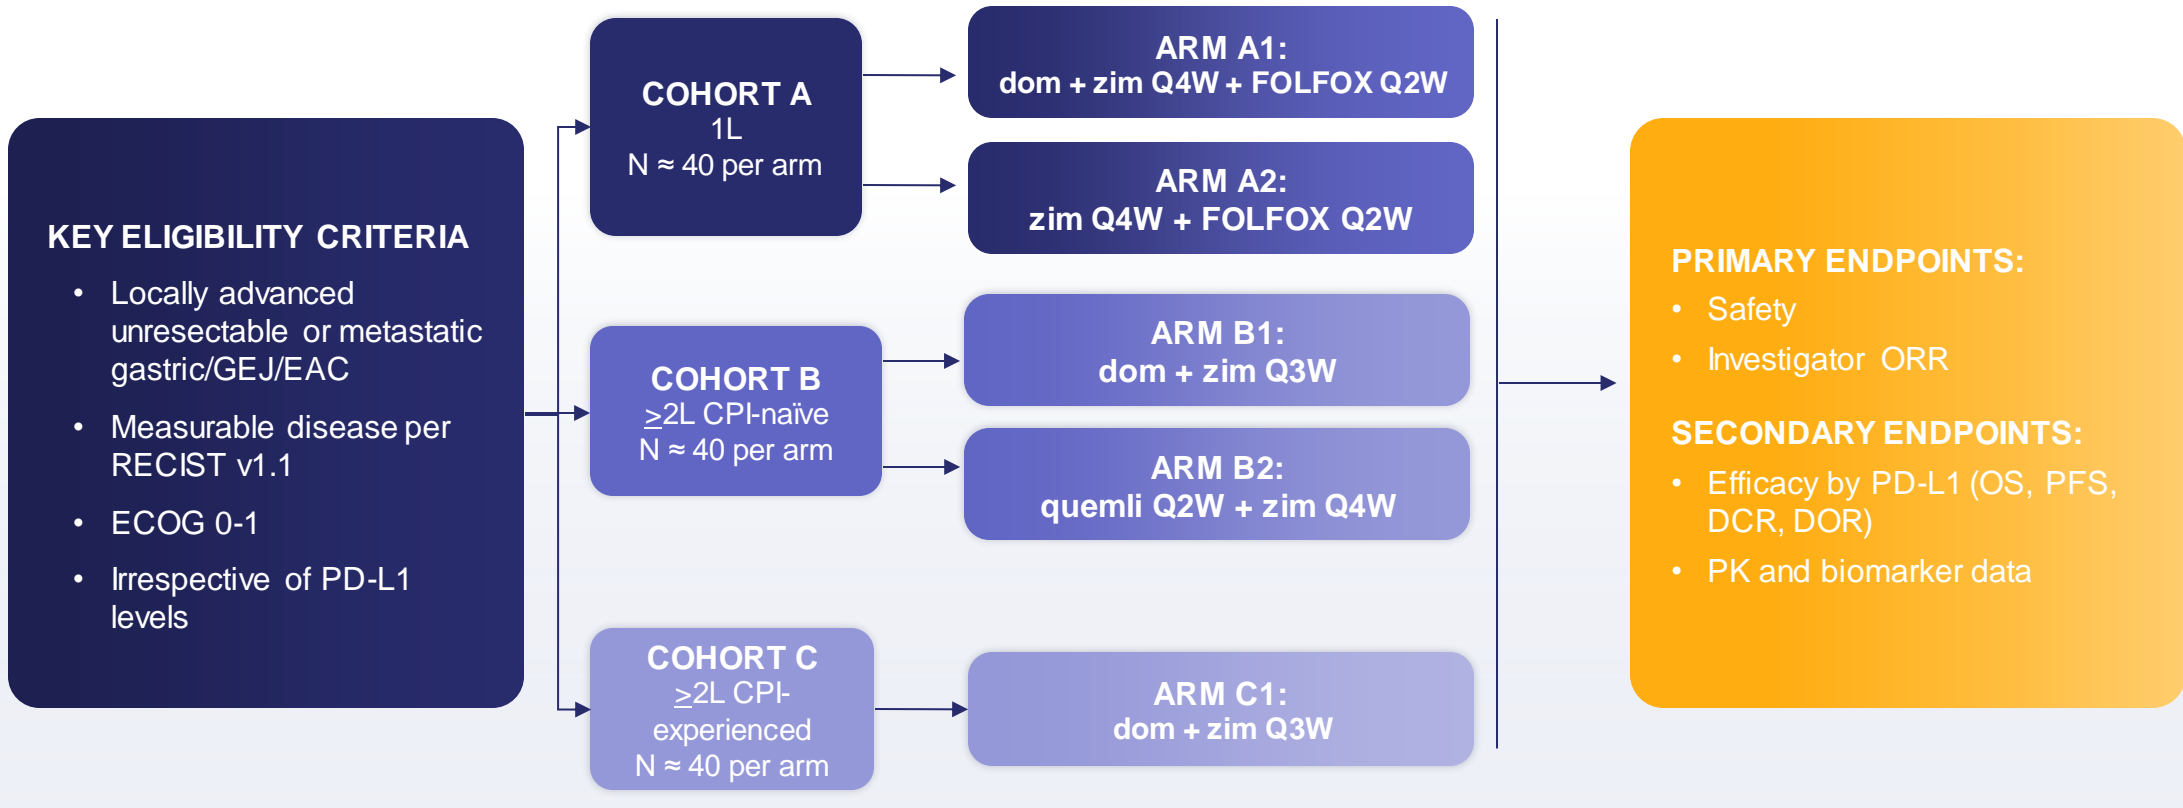 KEY ELIGIBILITY CRITERIA
• Locally advanced
unresectable or metastatic
gastric/GEJ/EAC
• Measurable disease per
RECIST v1.1
• ECOG 0-1
• Irrespective of PD-L1
levels
COHORT A
1L
N ≈ 40 per arm
ARM A1:
dom + zim Q4W + FOLFOX Q2W
ARM A2:
zim Q4W + FOLFOX Q2W
COHORT B
≥2L CPI-naïve
N ≈ 40 per arm
ARM B1:
dom + zim Q3W
ARM B2:
quemli Q2W + zim Q4W
COHORT C
≥2L CPI-
experienced
N ≈ 40 per arm
ARM C1:
dom + zim Q3W
PRIMARY ENDPOINTS:
• Safety
• Investigator ORR
SECONDARY ENDPOINTS:
• Efficacy by PD-L1 (OS, PFS,
DCR, DOR)
• PK and biomarker data